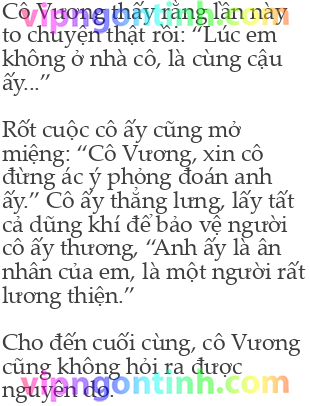 Cô Vương thấy rằng lần này
to chuyện thật rồi: “Lúc em
không ở nhà cô, là cùng cậu
ấy...”
Rốt cuộc cô ấy cũng mở
miệng: “Cô Vương, xin cô
đừng ác ý phỏng đoán anh
ấy.” Cô ấy thẳng lưng, lấy tất
cả dũng khí để bảo vệ người
cô ấy thương, “Anh ấy là ân
nhân của em, là một người rất
lương thiện.”
Cho đến cuối cùng, cô Vương
cũng không hỏi ra được
nguyên do.
vipngontinh.com
vipngontinh.com
vipngontinh.com